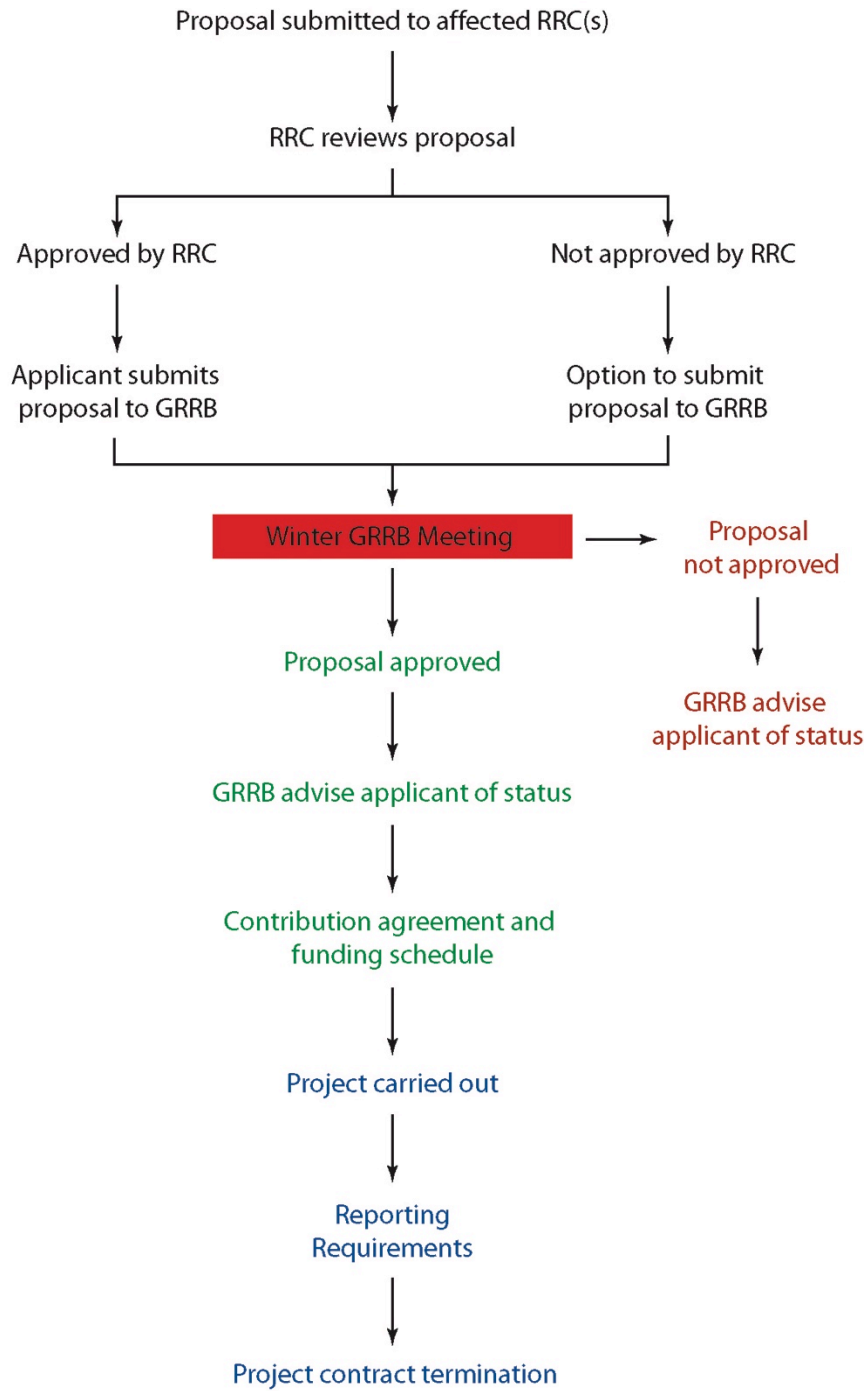 Proposal submitted to affected RRC(s)
RRC reviews proposal
Approved by RRC
Not approved by RRC
Applicant submits
proposal to GRRB
Option to submit
proposal to GRRB
Winter GRRB Meeting
Proposal
not approved
Proposal approved
GRRB advise
applicant of status
GRRB advise applicant of status
Contribution agreement and
funding schedule
Project carried out
Reporting
Requirements
Project contract termination